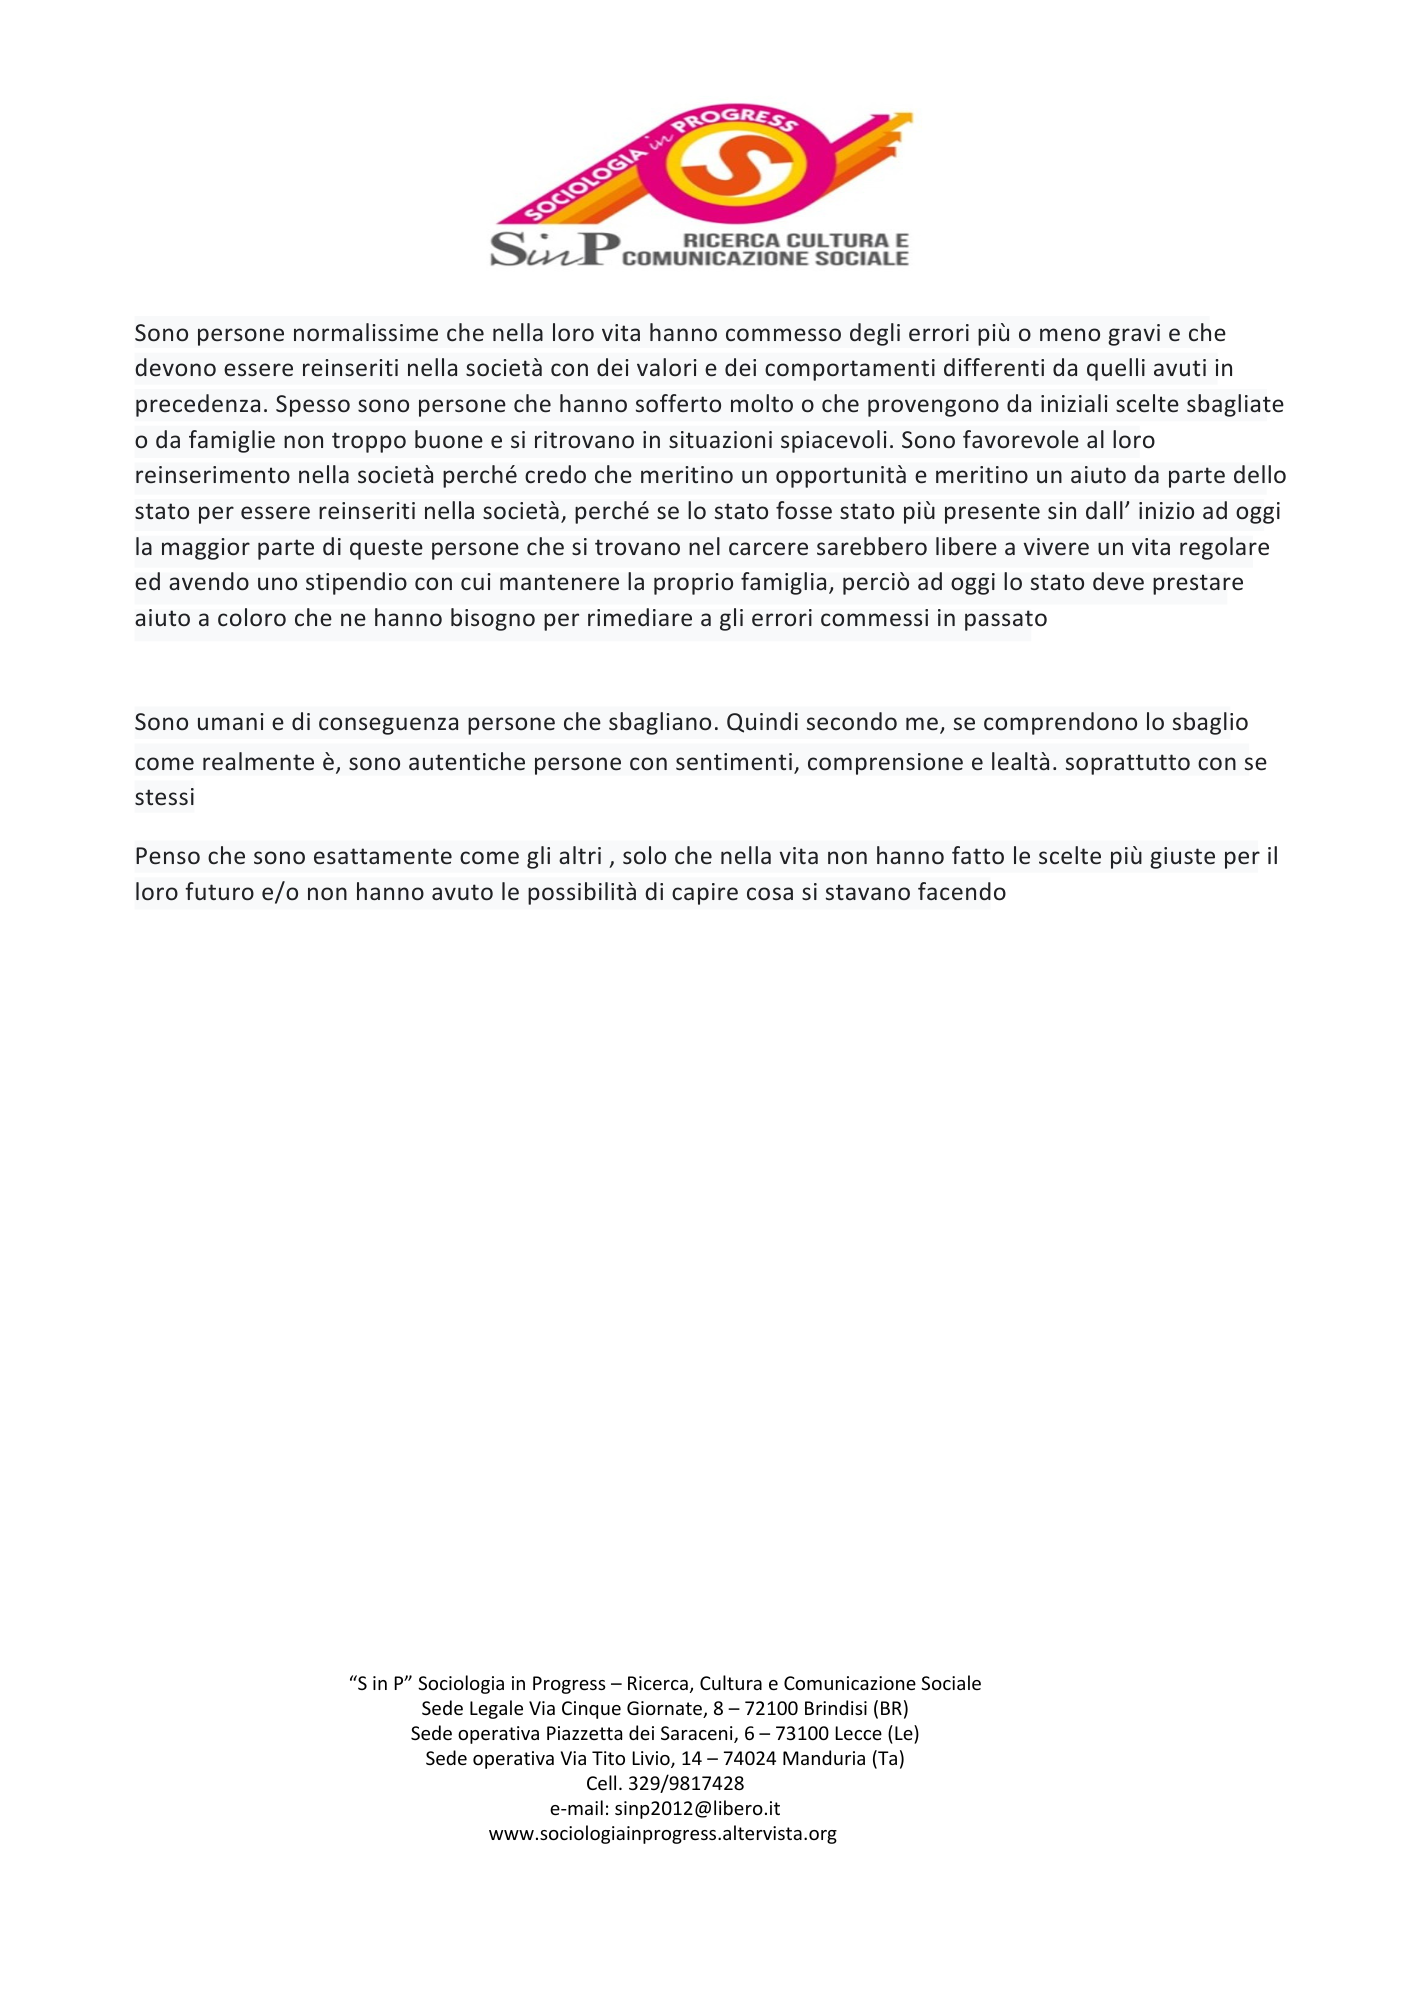 SOCIOLOGIA in PROGRESS
S
SinP RICERCA CULTURA E
COMUNICAZIONE SOCIALE
Sono persone normalissime che nella loro vita hanno commesso degli errori più o meno gravi e che
devono essere reinseriti nella società con dei valori e dei comportamenti differenti da quelli avuti in
precedenza. Spesso sono persone che hanno sofferto molto o che provengono da iniziali scelte sbagliate
o da famiglie non troppo buone e si ritrovano in situazioni spiacevoli. Sono favorevole al loro
reinserimento nella società perché credo che meritino un opportunità e meritino un aiuto da parte dello
stato per essere reinseriti nella società, perché se lo stato fosse stato più presente sin dall’ inizio ad oggi
la maggior parte di queste persone che si trovano nel carcere sarebbero libere a vivere un vita regolare
ed avendo uno stipendio con cui mantenere la proprio famiglia, perciò ad oggi lo stato deve prestare
aiuto a coloro che ne hanno bisogno per rimediare a gli errori commessi in passato
Sono umani e di conseguenza persone che sbagliano. Quindi secondo me, se comprendono lo sbaglio
come realmente è, sono autentiche persone con sentimenti, comprensione e lealtà. soprattutto con se
stessi
Penso che sono esattamente come gli altri , solo che nella vita non hanno fatto le scelte più giuste per il
loro futuro e/o non hanno avuto le possibilità di capire cosa si stavano facendo
“S in P” Sociologia in Progress – Ricerca, Cultura e Comunicazione Sociale
Sede Legale Via Cinque Giornate, 8 – 72100 Brindisi (BR)
Sede operativa Piazzetta dei Saraceni, 6 – 73100 Lecce (Le)
Sede operativa Via Tito Livio, 14 – 74024 Manduria (Ta)
Cell. 329/9817428
e-mail: sinp2012@libero.it
www.sociologiainprogress.altervista.org